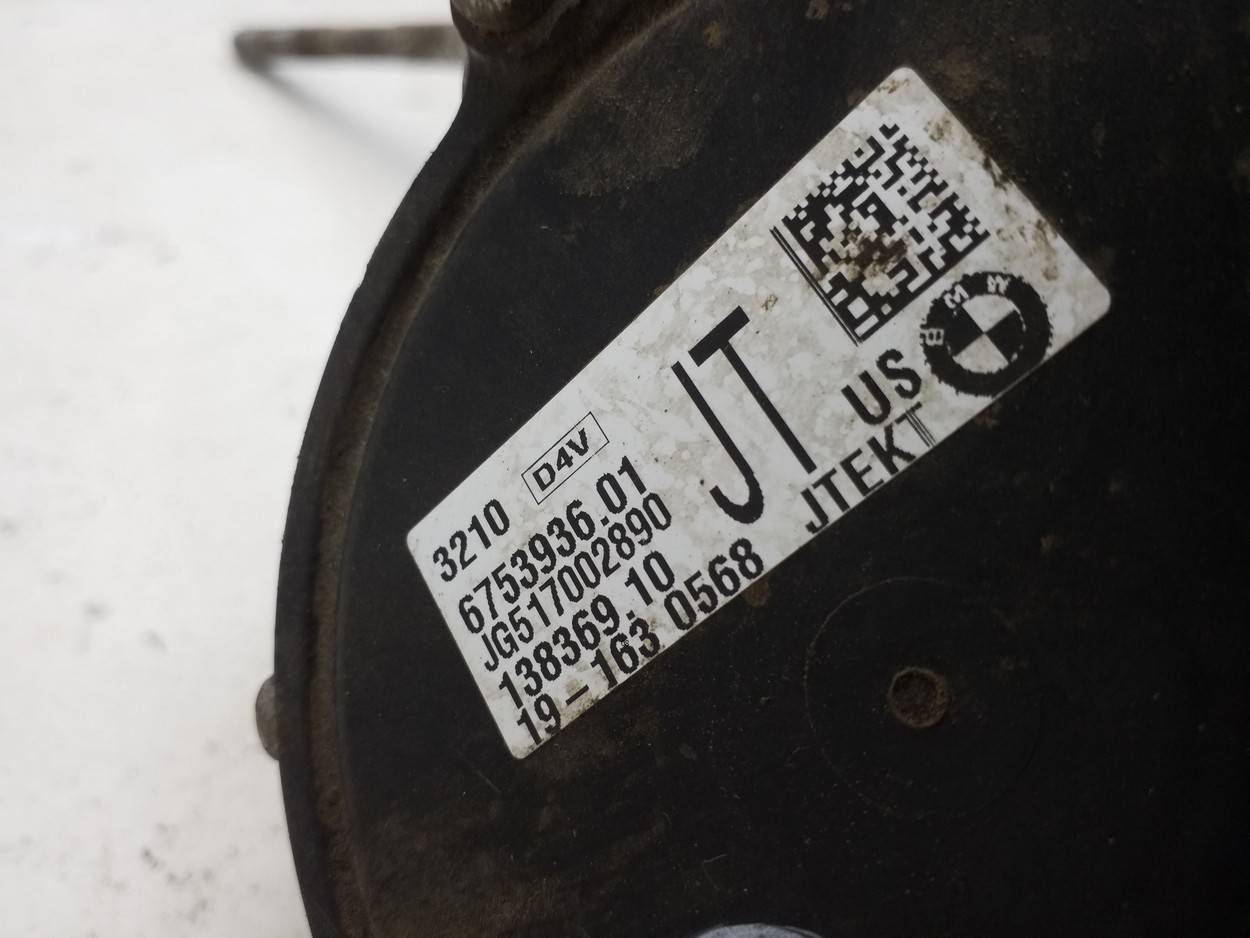 3210 D4V
6753936.01
JG517002890
138369.10
19-163 0568
JT
US
JTEKT
BMW